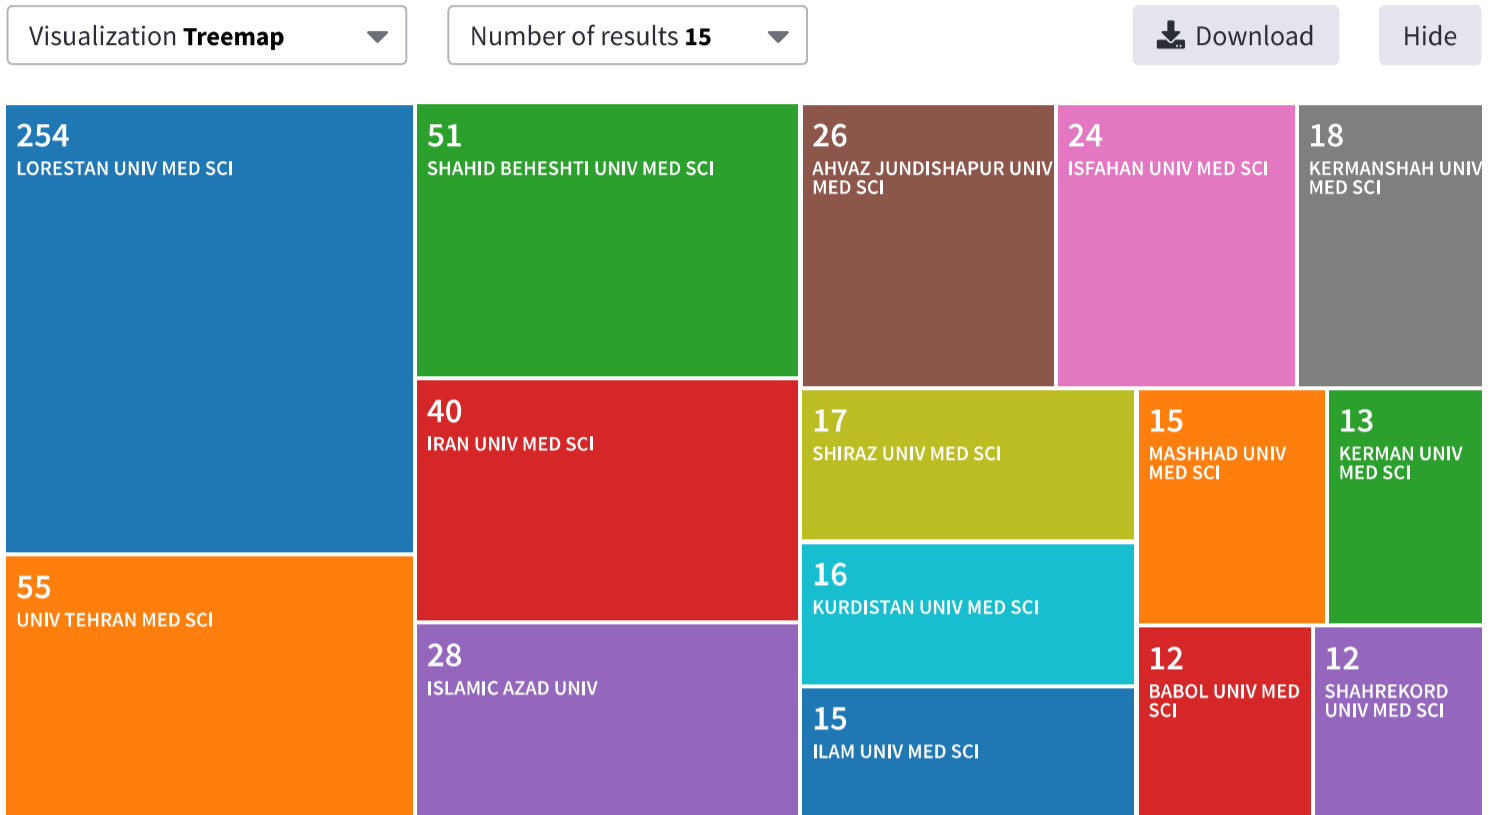 Visualization Treemap
Number of results 15
Download
Hide
254
LORESTAN UNIV MED SCI
55
UNIV TEHRAN MED SCI
51
SHAHID BEHESHTI UNIV MED SCI
40
IRAN UNIV MED SCI
28
ISLAMIC AZAD UNIV
26
AHVAZ JUNDISHAPUR UNIV
MED SCI
24
ISFAHAN UNIV MED SCI
18
KERMANSHAH UNIV
MED SCI
17
SHIRAZ UNIV MED SCI
16
KURDISTAN UNIV MED SCI
15
ILAM UNIV MED SCI
15
MASHHAD UNIV
MED SCI
13
KERMAN UNIV
MED SCI
12
BABOL UNIV MED
SCI
12
SHAHREKORD
UNIV MED SCI